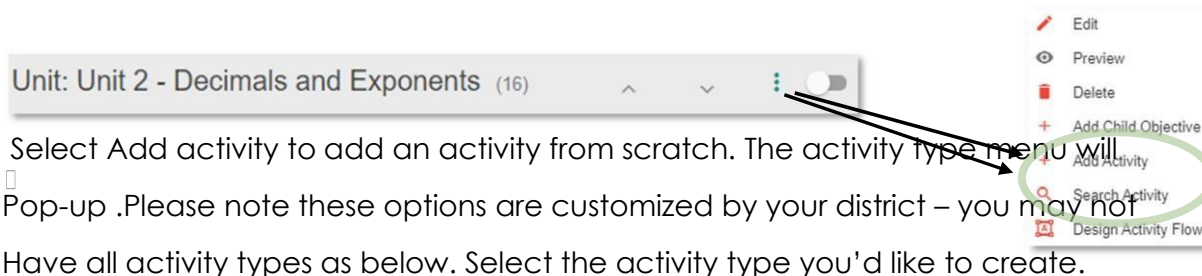 Edit
Preview
Unit: Unit 2 - Decimals and Exponents (16)
Delete
Add Child Objective
Select Add activity to add an activity from scratch. The activity type menu will
Add Activity
Search Activity
Pop-up .Please note these options are customized by your district – you may not
Design Activity Flow
Have all activity types as below. Select the activity type you’d like to create.